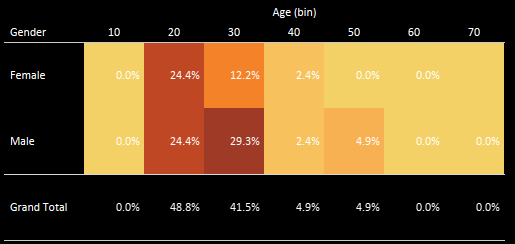 Age (bin)
Gender 10 20 30 40 50 60 70
Female 0.0% 24.4% 12.2% 2.4% 0.0% 0.0%
Male 0.0% 24.4% 29.3% 2.4% 4.9% 0.0% 0.0%
Grand Total 0.0% 48.8% 41.5% 4.9% 4.9% 0.0% 0.0%